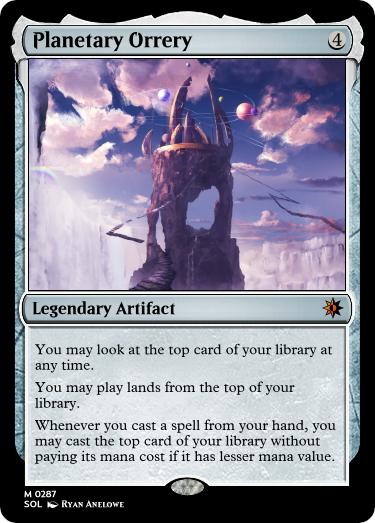 Planetary Orrery
4
Legendary Artifact
You may look at the top card of your library at
any time.
You may play lands from the top of your
library.
Whenever you cast a spell from your hand, you
may cast the top card of your library without
paying its mana cost if it has lesser mana value.
M 0287
SOL Ryan Anelowe